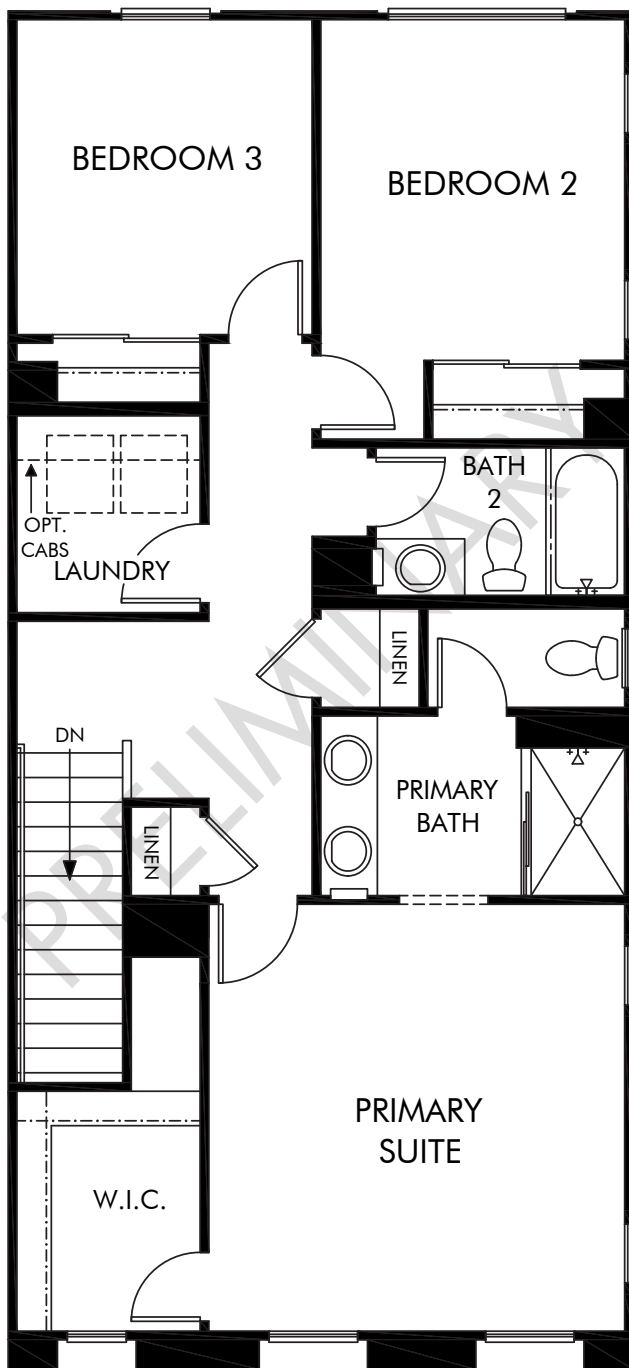 BEDROOM 3
BEDROOM 2
BATH
2
OPT.
CABS
LAUNDRY
LINEN
DN
PRIMARY
BATH
LINEN
PRELIMINARY
PRIMARY
SUITE
W.I.C.